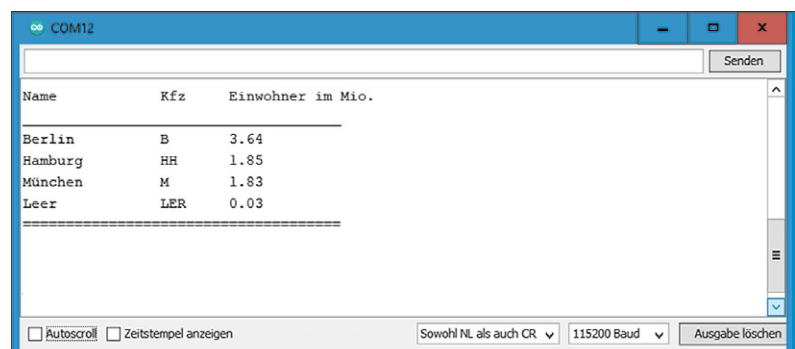 COM12
Senden
Name Kfz Einwohner im Mio.
Berlin B 3.64
Hamburg HH 1.85
München M 1.83
Leer LER 0.03
=====================================
Autoscroll Zeitstempel anzeigen Sowohl NL als auch CR 115200 Baud Ausgabe löschen